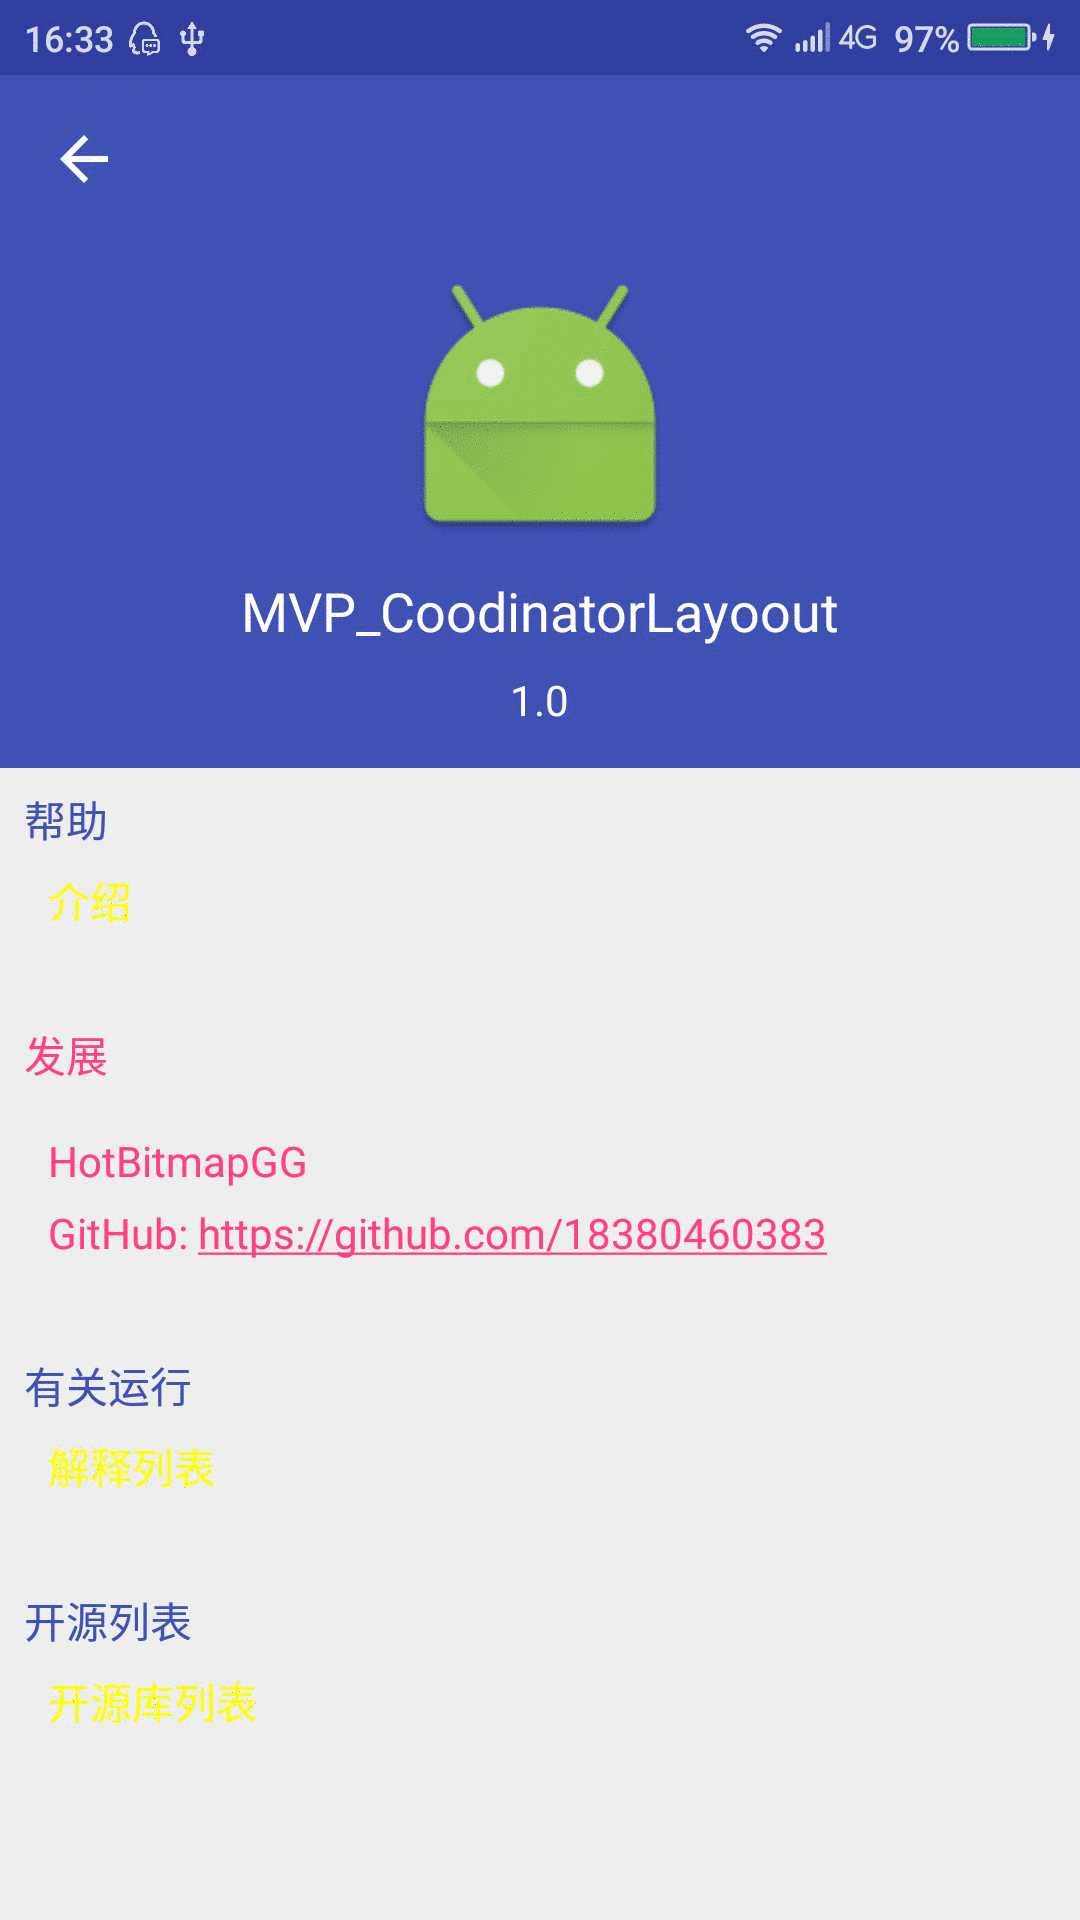 16:33 4G 97%
MVP_CoodinatorLayoout
1.0
帮助
介绍
发展
HotBitmapGG
GitHub: https://github.com/18380460383
有关运行
解释列表
开源列表
开源库列表